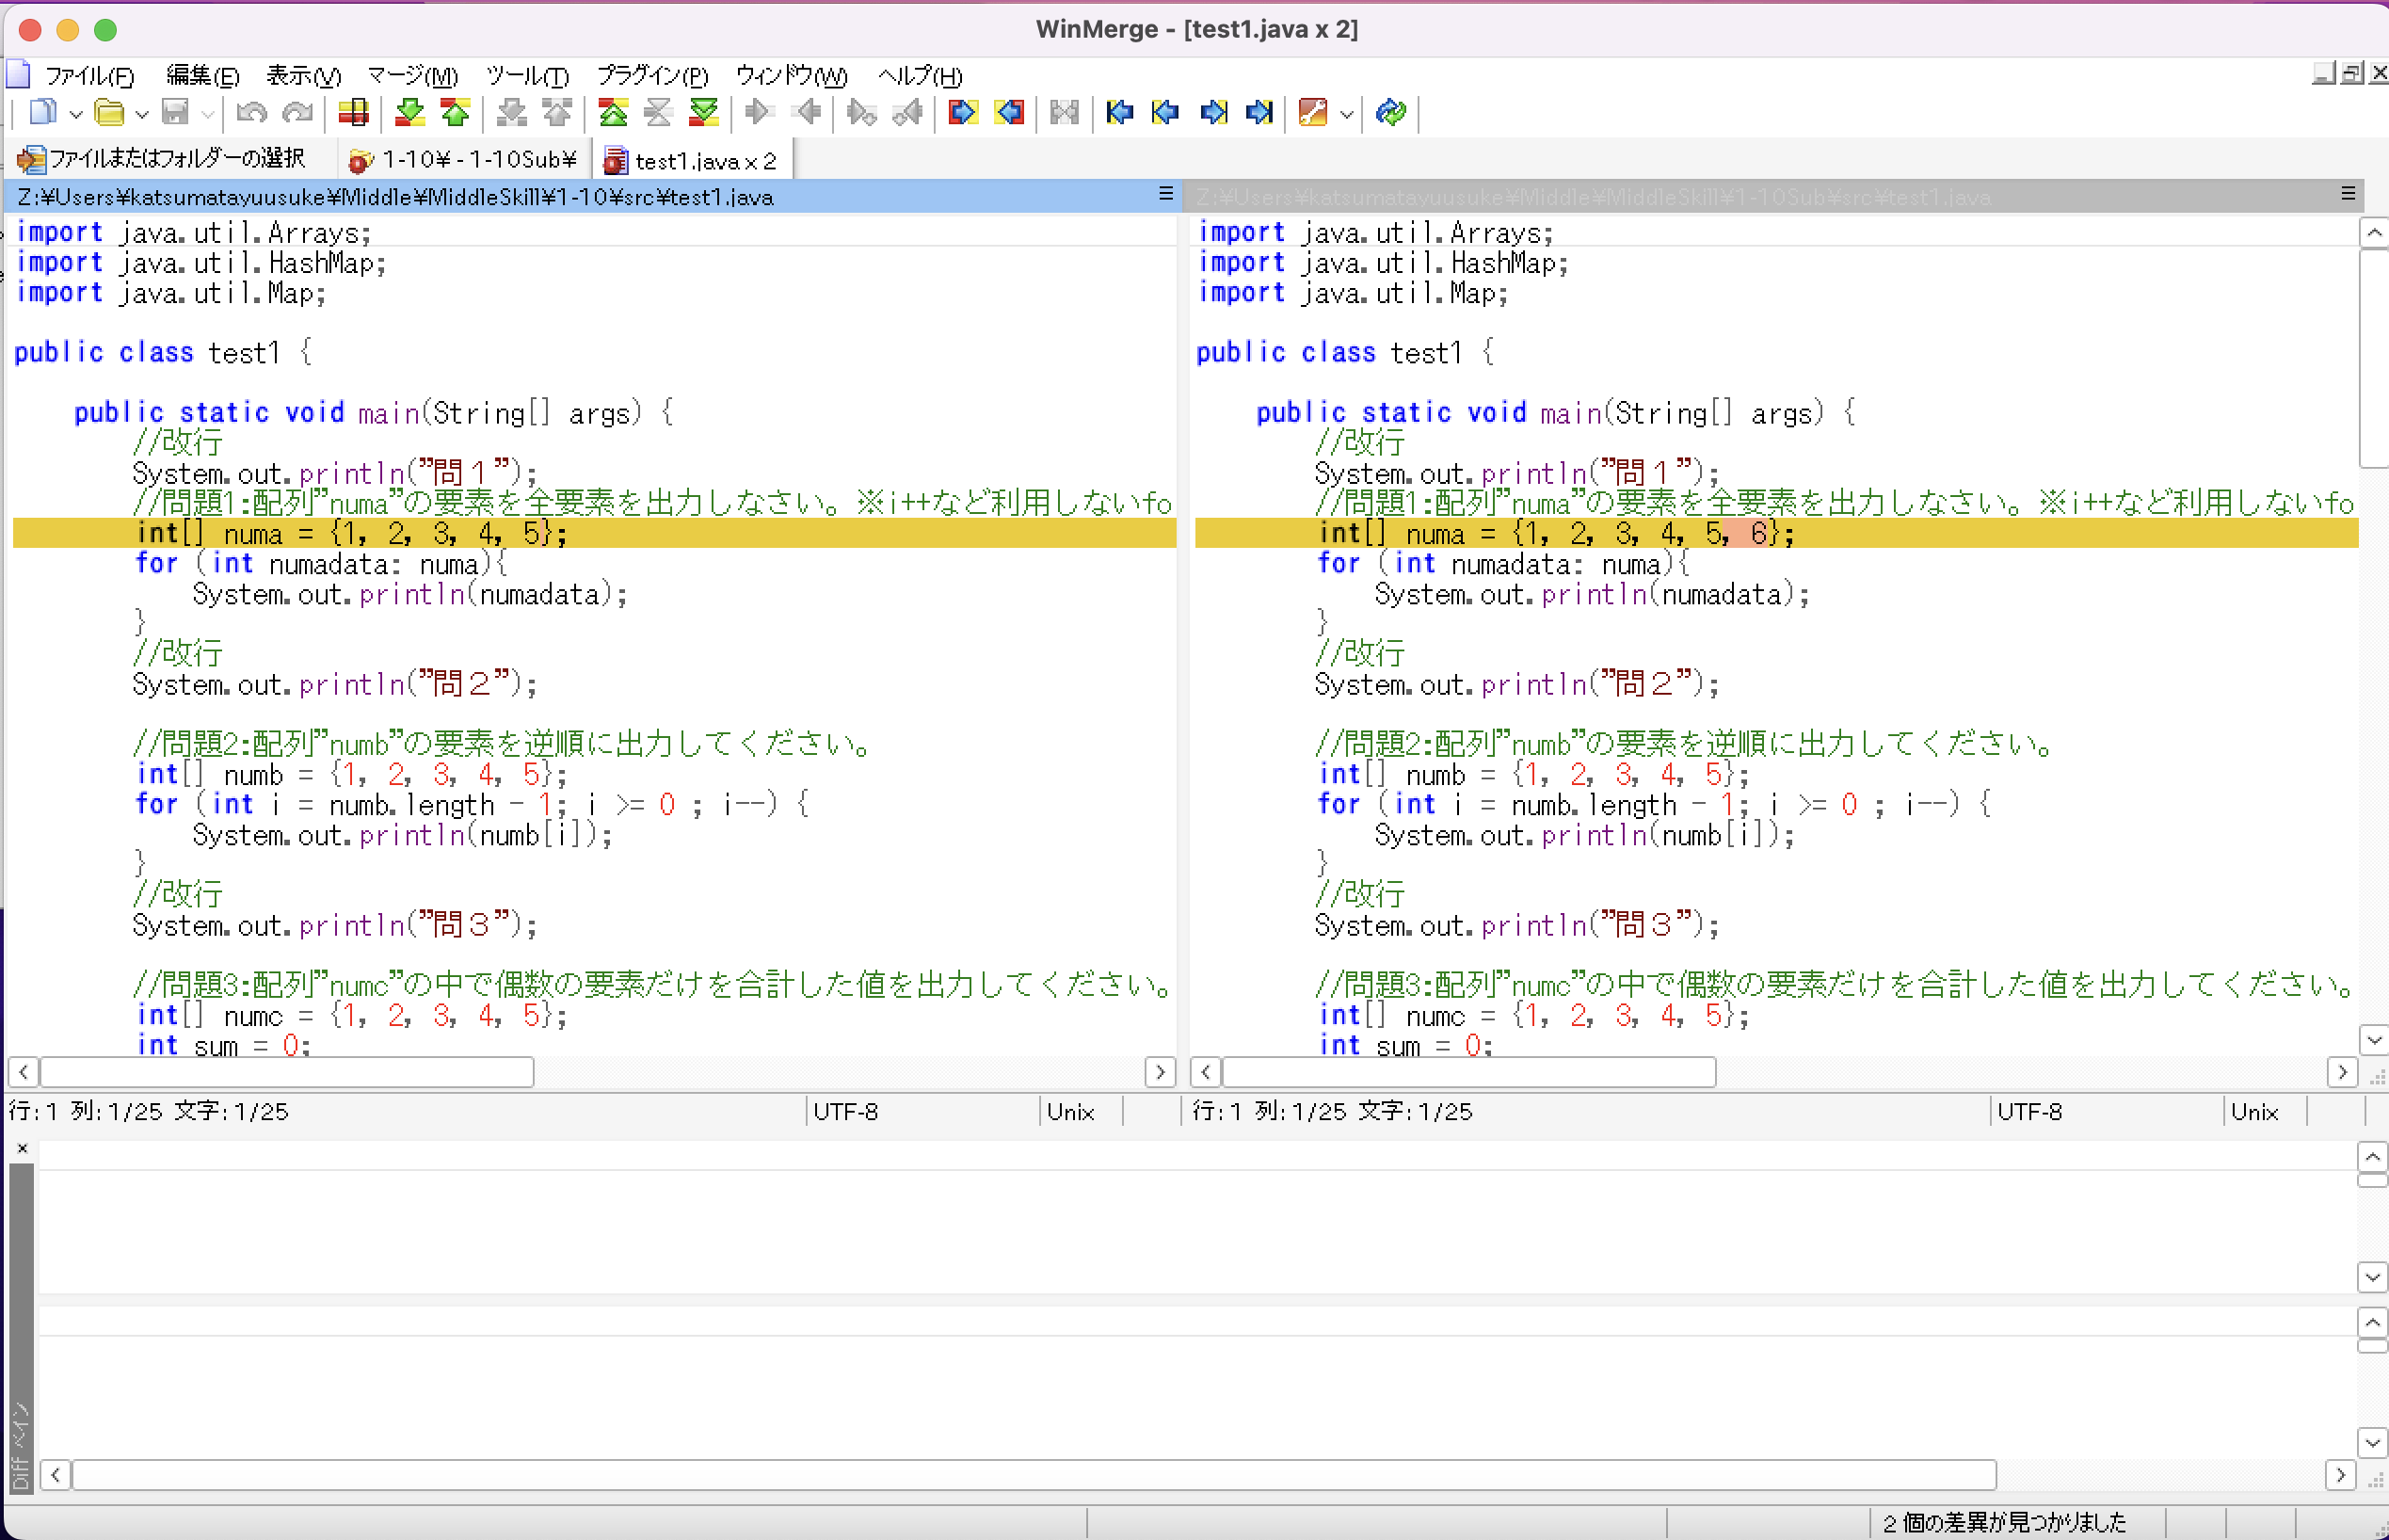 WinMerge - [test1.java x 2]
ファイル(F) 編集(E) 表示(V) マージ(M) ツール(T) プラグイン(P) ウィンドウ(W) ヘルプ(H)
ファイルまたはフォルダーの選択 1-10¥ - 1-10Sub¥ test1.java x 2
Z:¥Users¥katsumatayuusuke¥Middle¥MiddleSkill¥1-10¥src¥test1.java
import java.util.Arrays;
import java.util.HashMap;
import java.util.Map;
public class test1 {
public static void main(String[] args) {
//改行
System.out.println("問１");
//問題1:配列"numa"の要素を全要素を出力しなさい。※i++など利用しないfo
int[] numa = {1, 2, 3, 4, 5};
for (int numadata: numa){
System.out.println(numadata);
}
//改行
System.out.println("問２");
//問題2:配列"numb"の要素を逆順に出力してください。
int[] numb = {1, 2, 3, 4, 5};
for (int i = numb.length - 1; i >= 0 ; i--) {
System.out.println(numb[i]);
}
//改行
System.out.println("問３");
//問題3:配列"numc"の中で偶数の要素だけを合計した値を出力してください。
int[] numc = {1, 2, 3, 4, 5};
int sum = 0;
行: 1 列: 1/25 文字: 1/25 UTF-8 Unix
Z:¥Users¥katsumatayuusuke¥Middle¥MiddleSkill¥1-10Sub¥src¥test1.java
import java.util.Arrays;
import java.util.HashMap;
import java.util.Map;
public class test1 {
public static void main(String[] args) {
//改行
System.out.println("問１");
//問題1:配列"numa"の要素を全要素を出力しなさい。※i++など利用しないfo
int[] numa = {1, 2, 3, 4, 5, 6};
for (int numadata: numa){
System.out.println(numadata);
}
//改行
System.out.println("問２");
//問題2:配列"numb"の要素を逆順に出力してください。
int[] numb = {1, 2, 3, 4, 5};
for (int i = numb.length - 1; i >= 0 ; i--) {
System.out.println(numb[i]);
}
//改行
System.out.println("問３");
//問題3:配列"numc"の中で偶数の要素だけを合計した値を出力してください。
int[] numc = {1, 2, 3, 4, 5};
int sum = 0;
行: 1 列: 1/25 文字: 1/25 UTF-8 Unix
Diff ペイン
2 個の差異が見つかりました